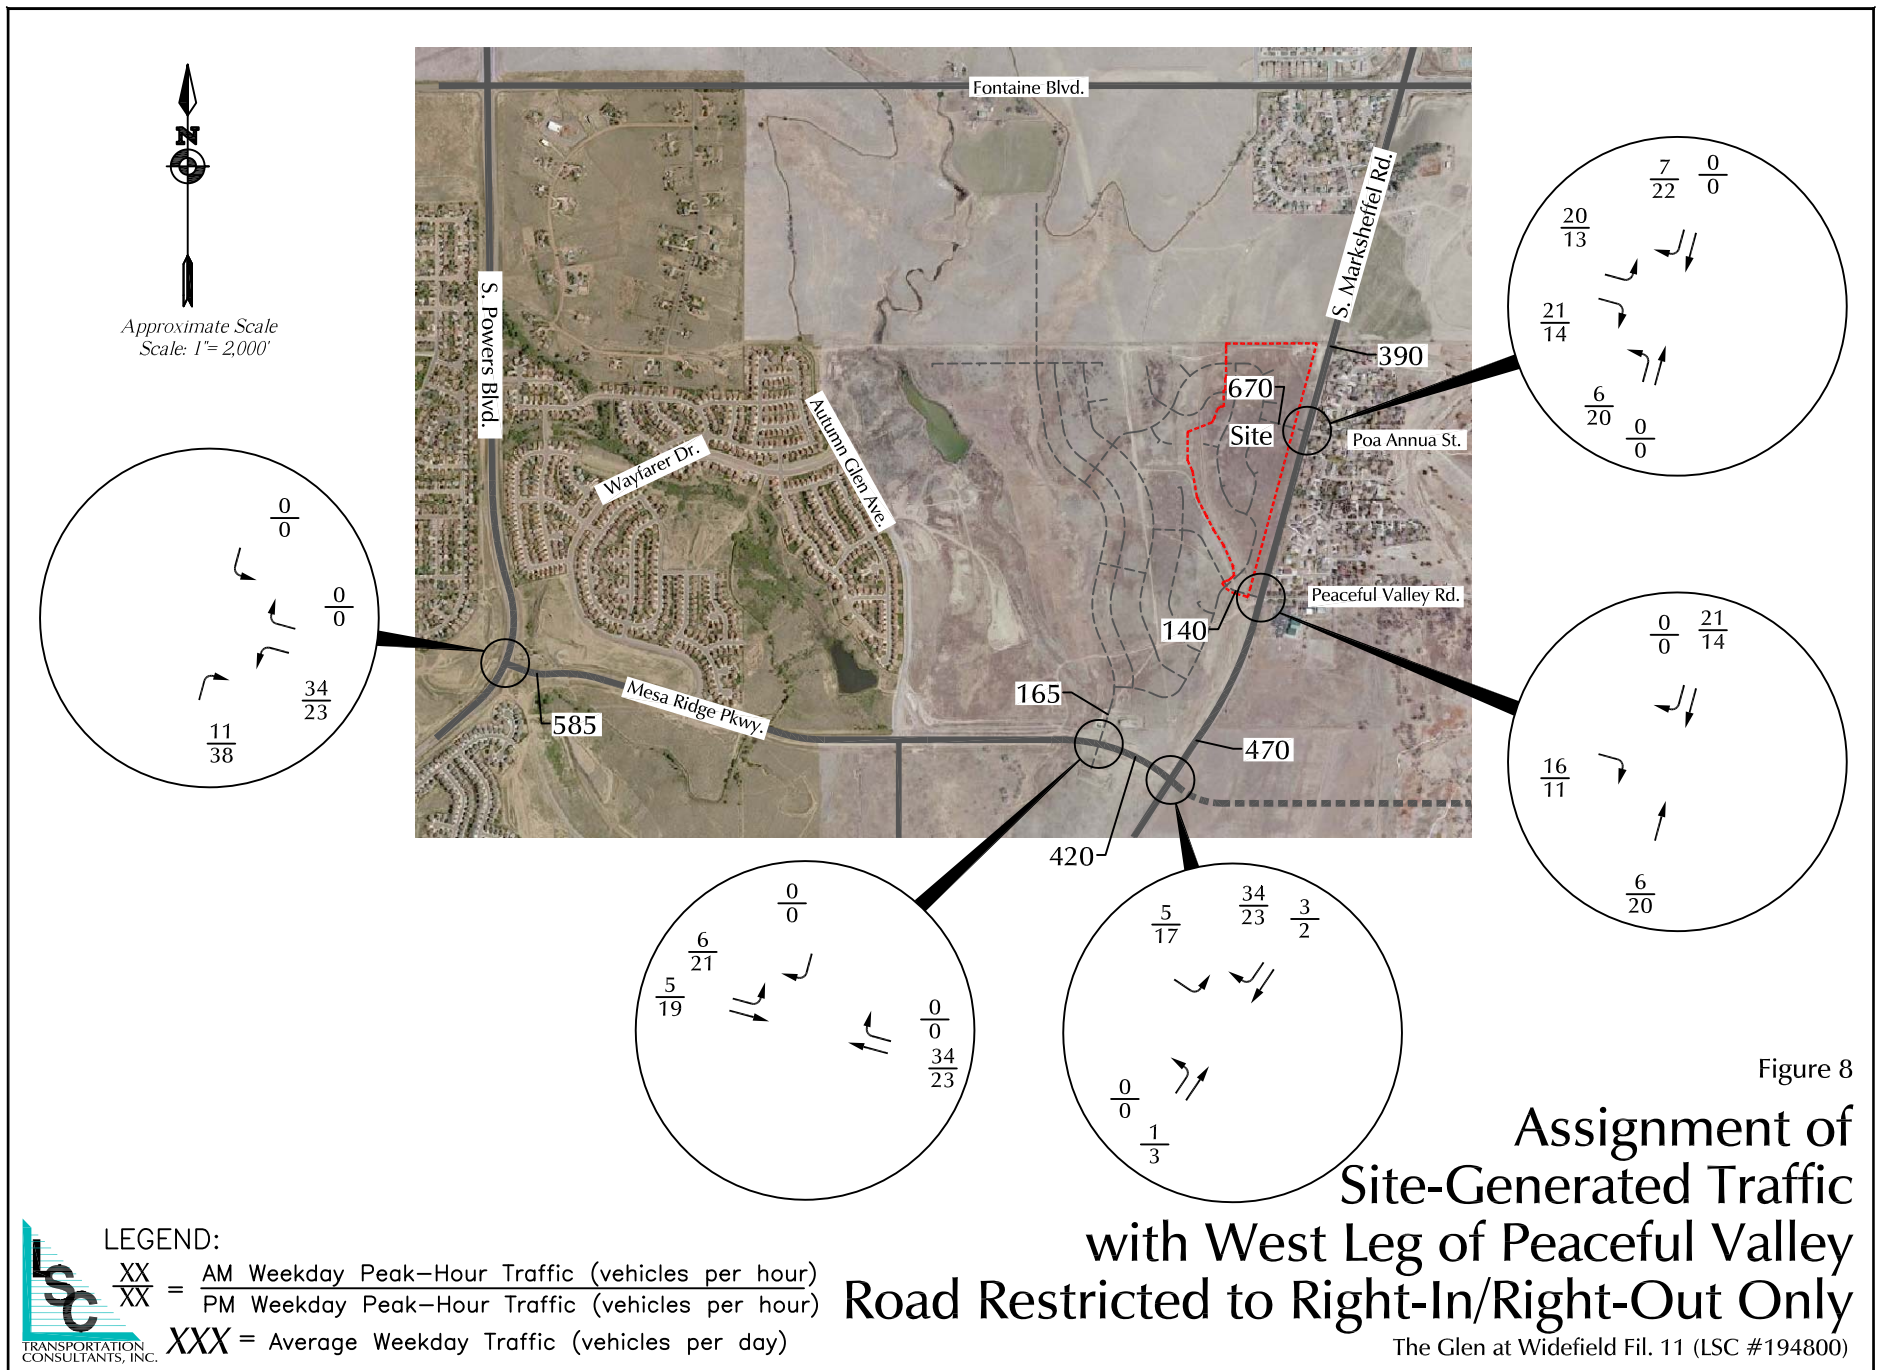 N
Approximate Scale
Scale: 1"= 2,000'
Fontaine Blvd.
S. Powers Blvd.
S. Marksheffel Rd.
Wayfarer Dr.
Autumn Glen Ave.
Mesa Ridge Pkwy.
Site
Poa Annua St.
Peaceful Valley Rd.
390
670
140
165
470
420
585
7
22
0
0
20
13
21
14
6
20
0
0
0
0
21
14
16
11
6
20
0
0
0
0
34
23
11
38
0
0
6
21
5
19
0
0
34
23
5
17
34
23
3
2
0
0
1
3
Figure 8
Assignment of
Site-Generated Traffic
with West Leg of Peaceful Valley
Road Restricted to Right-In/Right-Out Only
The Glen at Widefield Fil. 11 (LSC #194800)
LEGEND:
XX
XX
= AM Weekday Peak-Hour Traffic (vehicles per hour)
PM Weekday Peak-Hour Traffic (vehicles per hour)
XXX = Average Weekday Traffic (vehicles per day)
LSC
TRANSPORTATION
CONSULTANTS, INC.